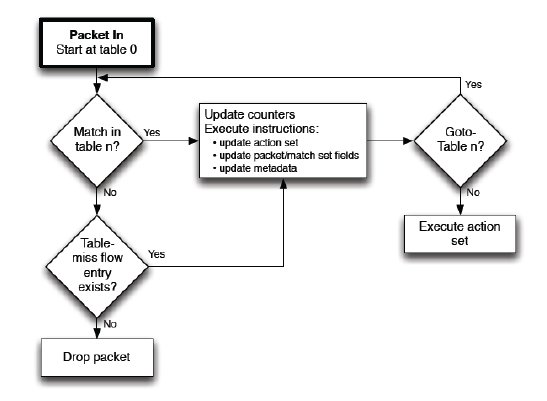 Packet In
Start at table 0
Yes
Match in
table n?
Yes
Update counters
Execute instructions:
• update action set
• update packet/match set fields
• update metadata
Goto-
Table n?
No
No
Table-
miss flow
entry
exists?
Yes
Execute action
set
No
Drop packet